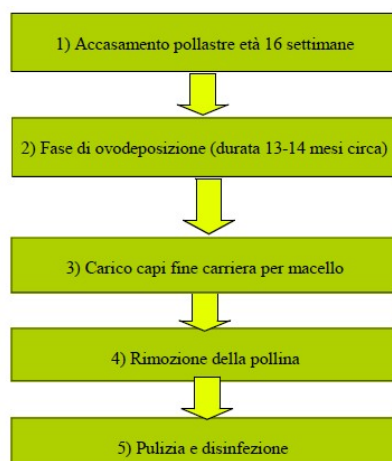 1) Accasamento pollastre età 16 settimane
2) Fase di ovodeposizione (durata 13-14 mesi circa)
3) Carico capi fine carriera per macello
4) Rimozione della pollina
5) Pulizia e disinfezione